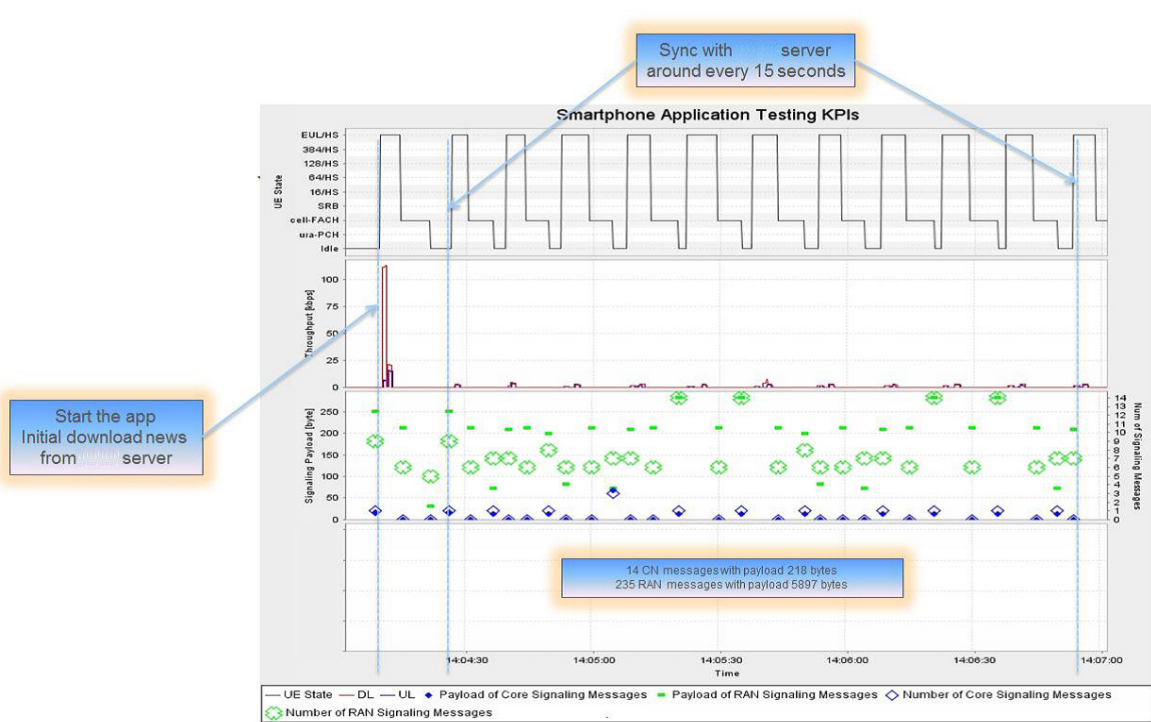 Sync with server
around every 15 seconds
Smartphone Application Testing KPIs
EUL/HS
384/HS
128/HS
64/HS
16/HS
SRB
cell-FACH
ura-PCH
Idle
UE State
100
75
50
25
0
Throughput [kbps]
Start the app
Initial download news
from server
250
200
150
100
50
0
Signaling Payload [byte]
14
13
12
11
10
9
8
7
6
5
4
3
2
1
0
Num of Signaling Messages
14 CN messages with payload 218 bytes
235 RAN messages with payload 5897 bytes
14:04:30 14:05:00 14:05:30 14:06:00 14:06:30 14:07:00
Time
UE State DL UL Payload of Core Signaling Messages Payload of RAN Signaling Messages Number of Core Signaling Messages
Number of RAN Signaling Messages